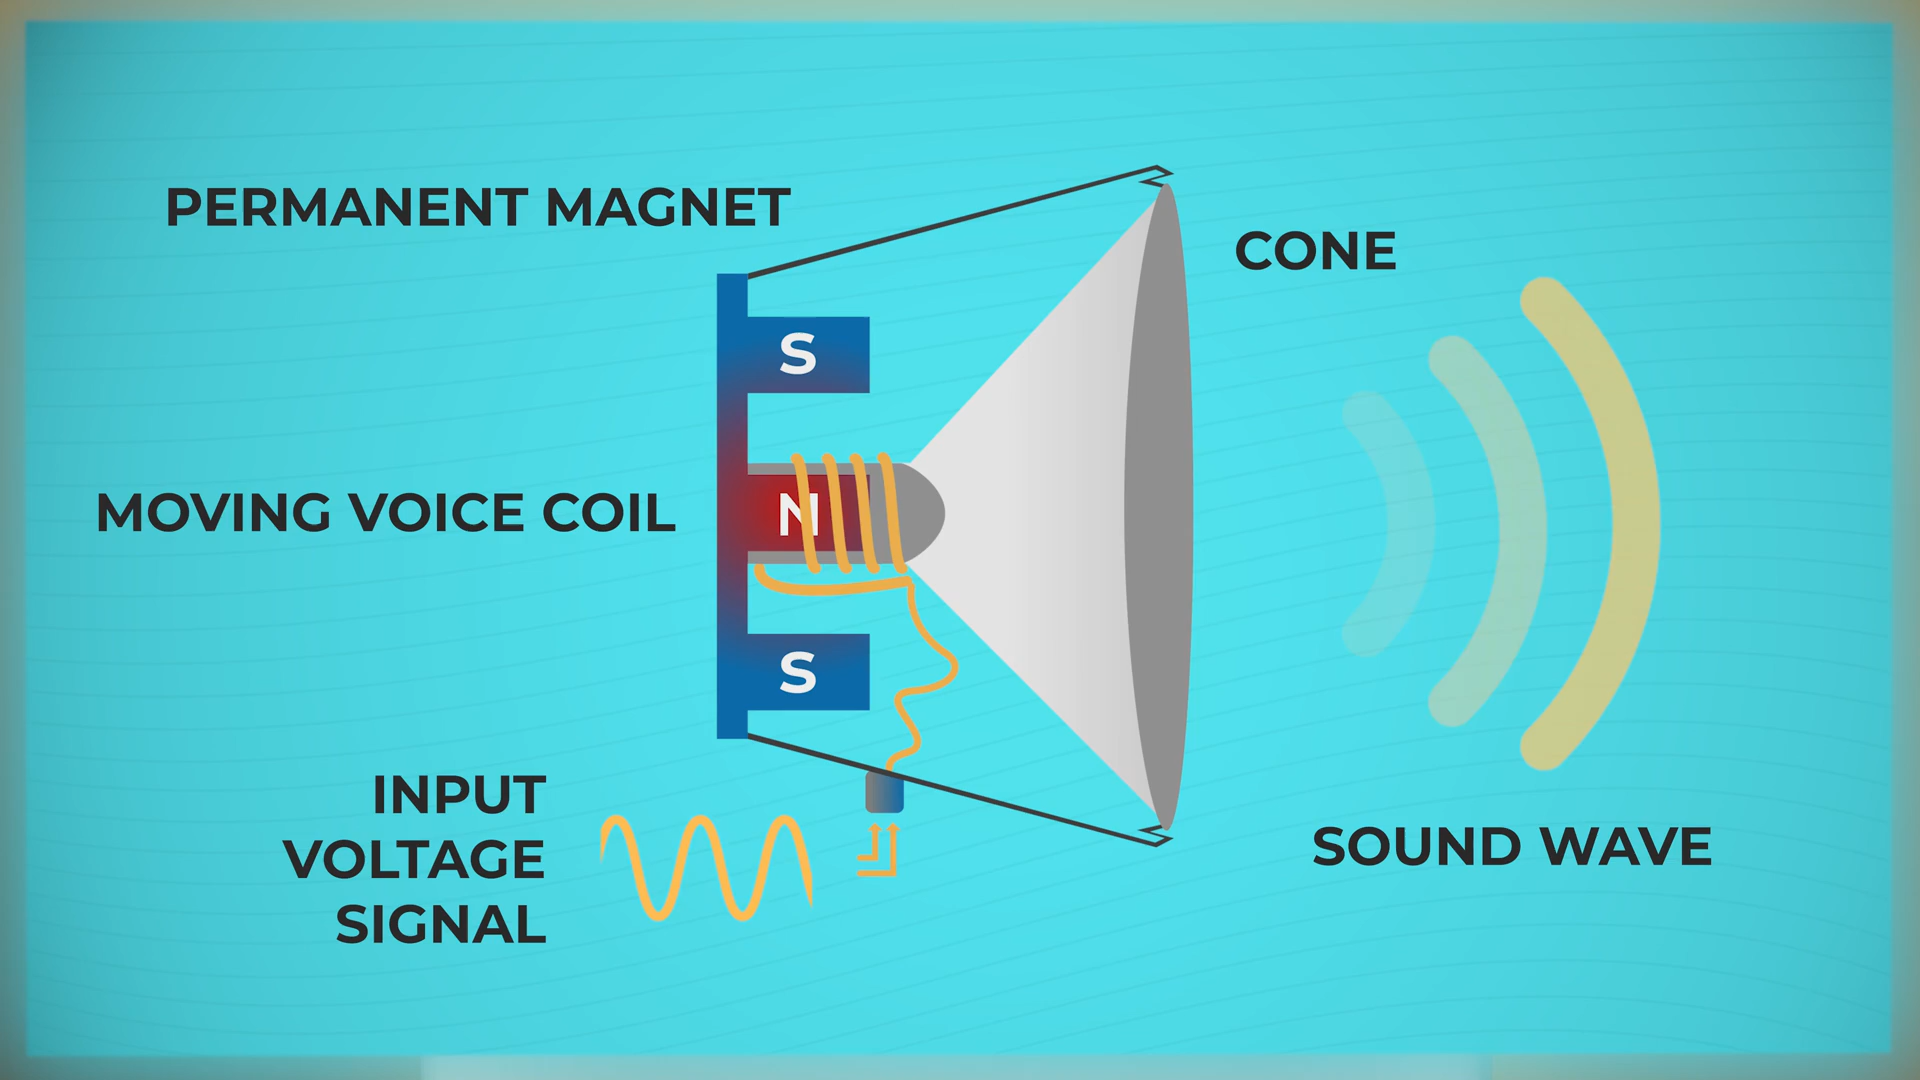 PERMANENT MAGNET
CONE
S
MOVING VOICE COIL
N
S
INPUT
VOLTAGE
SIGNAL
SOUND WAVE